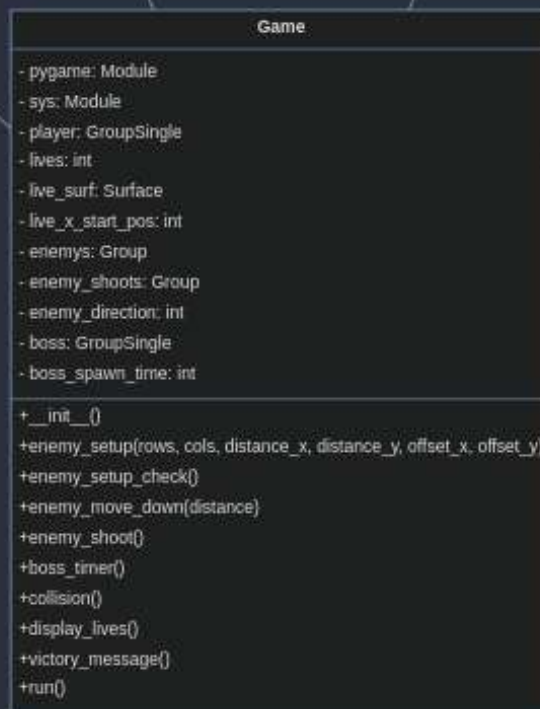 Game
- pygame: Module
- sys: Module
- player: GroupSingle
- lives: int
- live_surf: Surface
- live_x_start_pos: int
- enemys: Group
- enemy_shoots: Group
- enemy_direction: int
- boss: GroupSingle
- boss_spawn_time: int
+__init__()
+enemy_setup(rows, cols, distance_x, distance_y, offset_x, offset_y)
+enemy_setup_check()
+enemy_move_down(distance)
+enemy_shoot()
+boss_timer()
+collision()
+display_lives()
+victory_message()
+run()